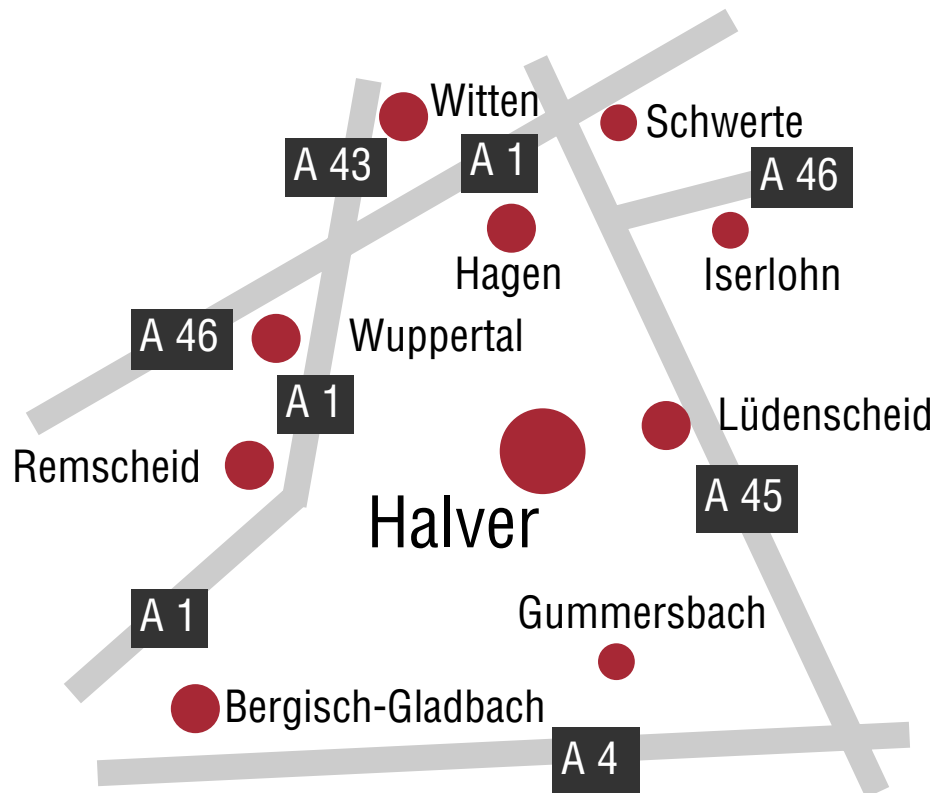 Witten
Schwerte
A 43
A 1
A 46
Hagen
Iserlohn
A 46
Wuppertal
A 1
Lüdenscheid
Remscheid
A 45
Halver
A 1
Gummersbach
Bergisch-Gladbach
A 4